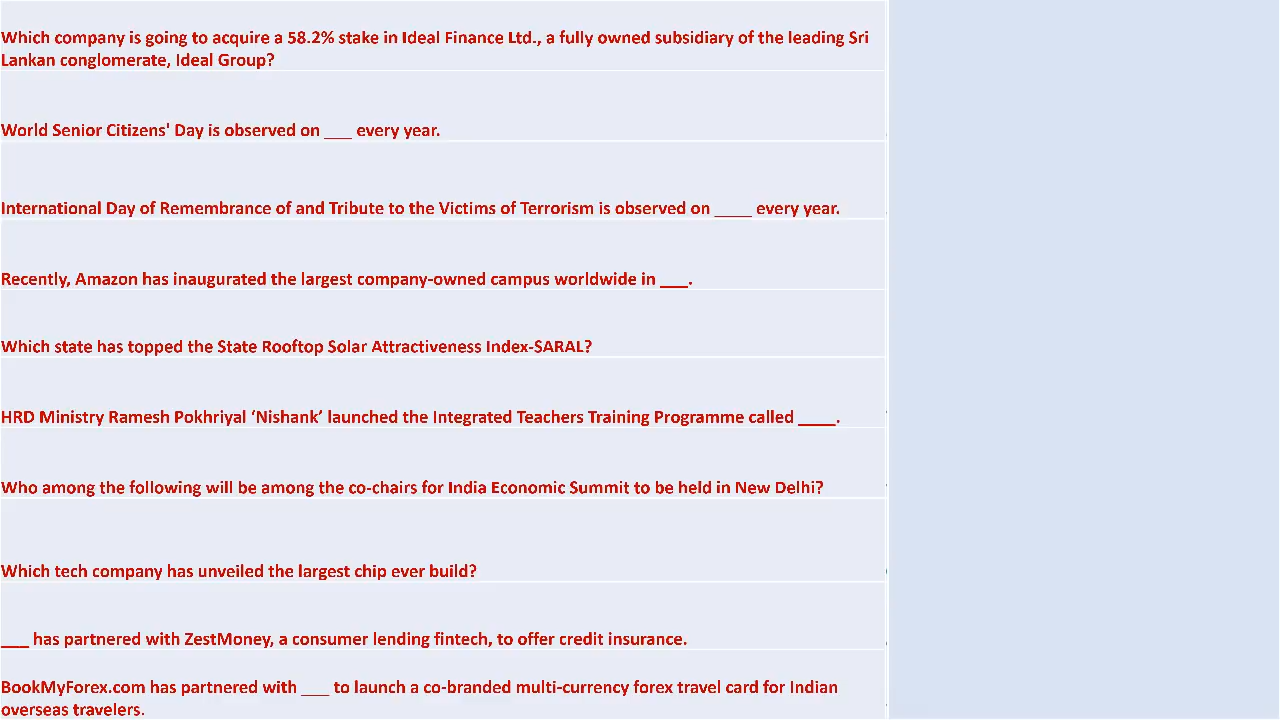 Which company is going to acquire a 58.2% stake in Ideal Finance Ltd., a fully owned subsidiary of the leading Sri
Lankan conglomerate, Ideal Group?
World Senior Citizens' Day is observed on ___ every year.
International Day of Remembrance of and Tribute to the Victims of Terrorism is observed on ____ every year.
Recently, Amazon has inaugurated the largest company-owned campus worldwide in ___.
Which state has topped the State Rooftop Solar Attractiveness Index-SARAL?
HRD Ministry Ramesh Pokhriyal ‘Nishank’ launched the Integrated Teachers Training Programme called ____.
Who among the following will be among the co-chairs for India Economic Summit to be held in New Delhi?
Which tech company has unveiled the largest chip ever build?
___ has partnered with ZestMoney, a consumer lending fintech, to offer credit insurance.
BookMyForex.com has partnered with ___ to launch a co-branded multi-currency forex travel card for Indian
overseas travelers.